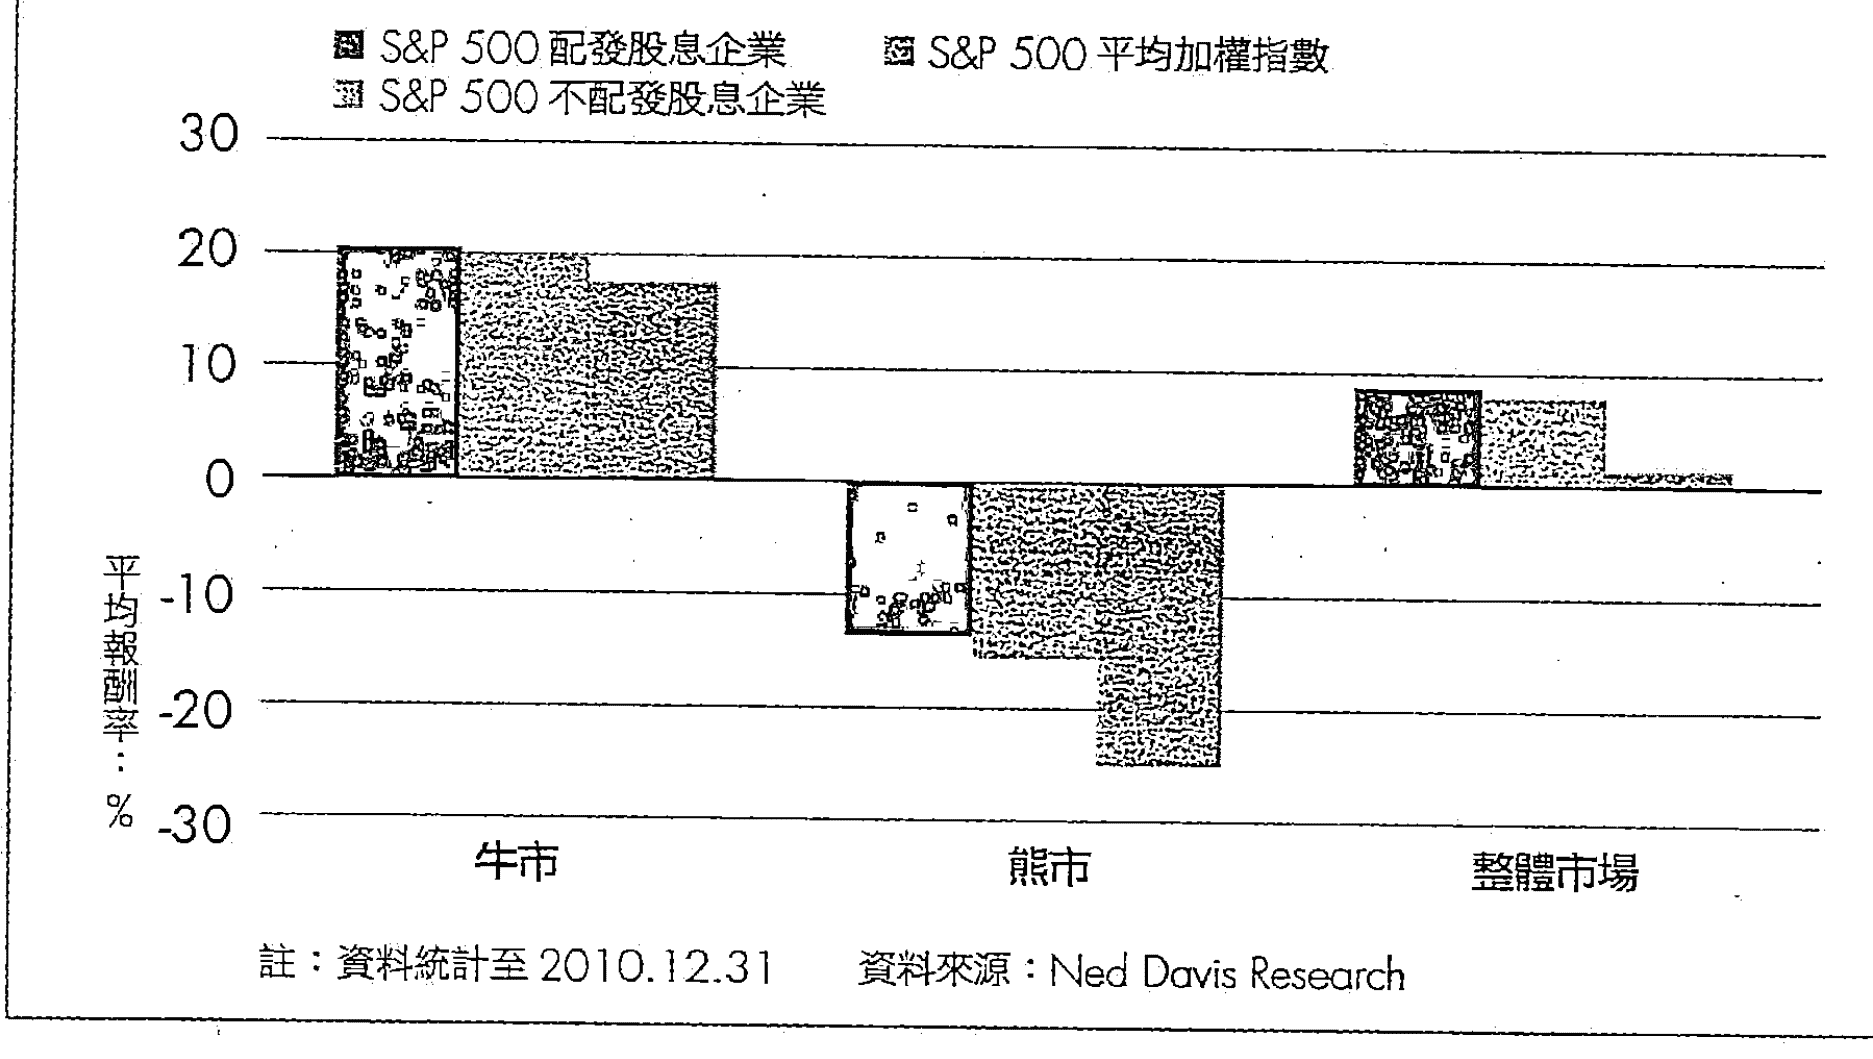 S&P 500 配發股息企業
S&P 500 平均加權指數
S&P 500 不配發股息企業
30
20
10
0
-10
-20
-30
平均報酬率：%
牛市
熊市
整體市場
註：資料統計至 2010.12.31
資料來源：Ned Davis Research